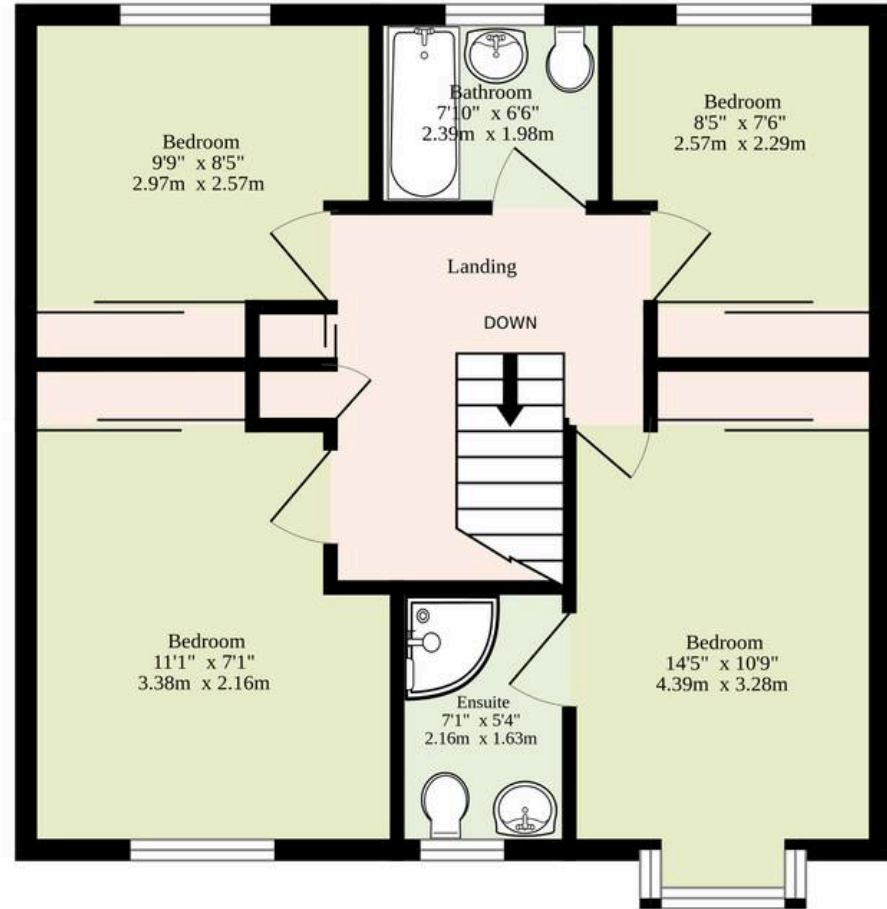 Bathroom
7'10" x 6'6"
2.39m x 1.98m
Bedroom
8'5" x 7'6"
2.57m x 2.29m
Bedroom
9'9" x 8'5"
2.97m x 2.57m
Landing
DOWN
Bedroom
11'1" x 7'1"
3.38m x 2.16m
Ensuite
7'1" x 5'4"
2.16m x 1.63m
Bedroom
14'5" x 10'9"
4.39m x 3.28m